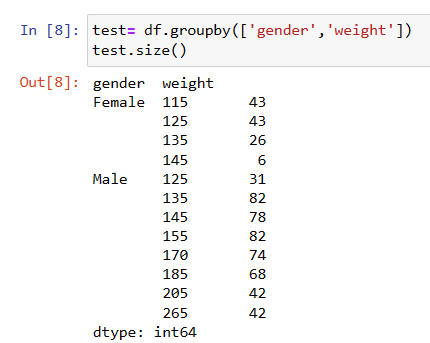 In [8]: test= df.groupby(['gender','weight'])
test.size()
Out[8]: gender  weight
Female  115       43
        125       43
        135       26
        145        6
Male    125       31
        135       82
        145       78
        155       82
        170       74
        185       68
        205       42
        265       42
dtype: int64